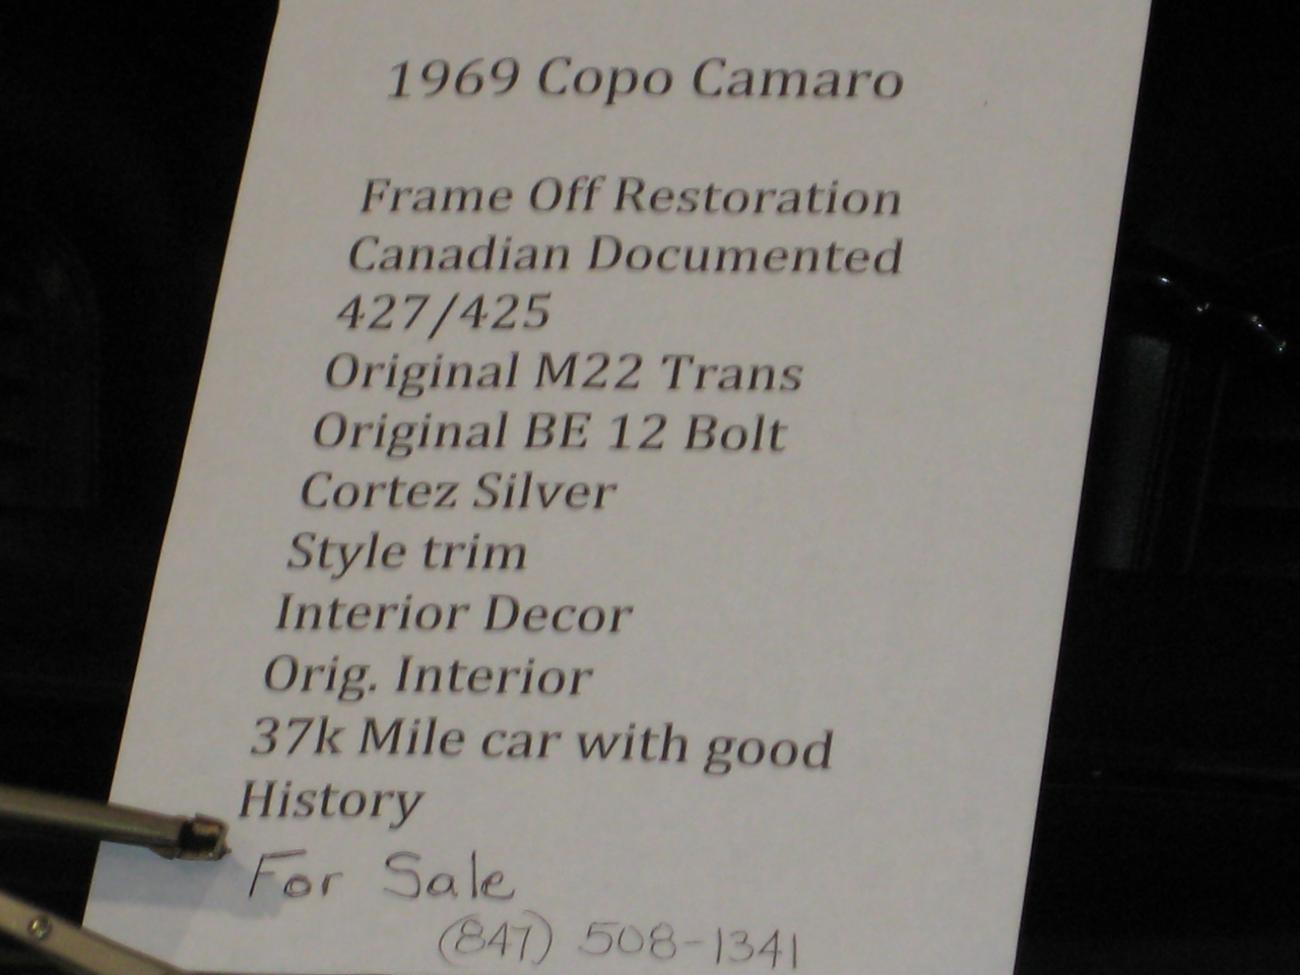 1969 Copo Camaro
Frame Off Restoration
Canadian Documented
427/425
Original M22 Trans
Original BE 12 Bolt
Cortez Silver
Style trim
Interior Decor
Orig. Interior
37k Mile car with good
History
For Sale
(847) 508-1341